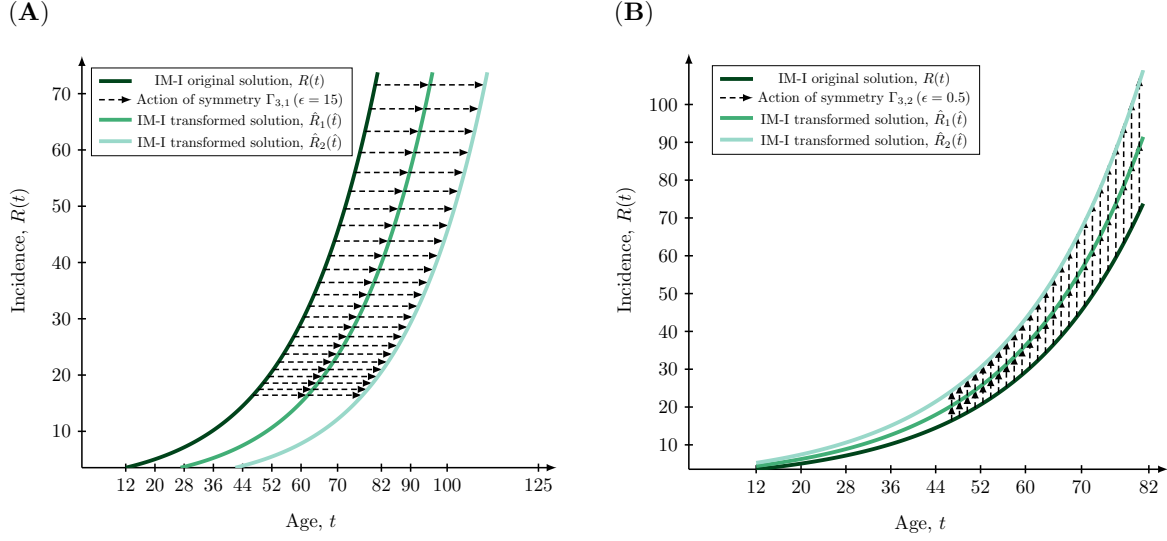 (A)
70
60
50
40
30
20
10
Incidence, R(t)
IM-I original solution, R(t)
Action of symmetry Γ3,1 (ϵ = 15)
IM-I transformed solution, R̂1(t̂)
IM-I transformed solution, R̂2(t̂)
12 20 28 36 44 52 60 70 82 90 100 125
Age, t
(B)
100
90
80
70
60
50
40
30
20
10
Incidence, R(t)
IM-I original solution, R(t)
Action of symmetry Γ3,2 (ϵ = 0.5)
IM-I transformed solution, R̂1(t̂)
IM-I transformed solution, R̂2(t̂)
12 20 28 36 44 52 60 70 82
Age, t